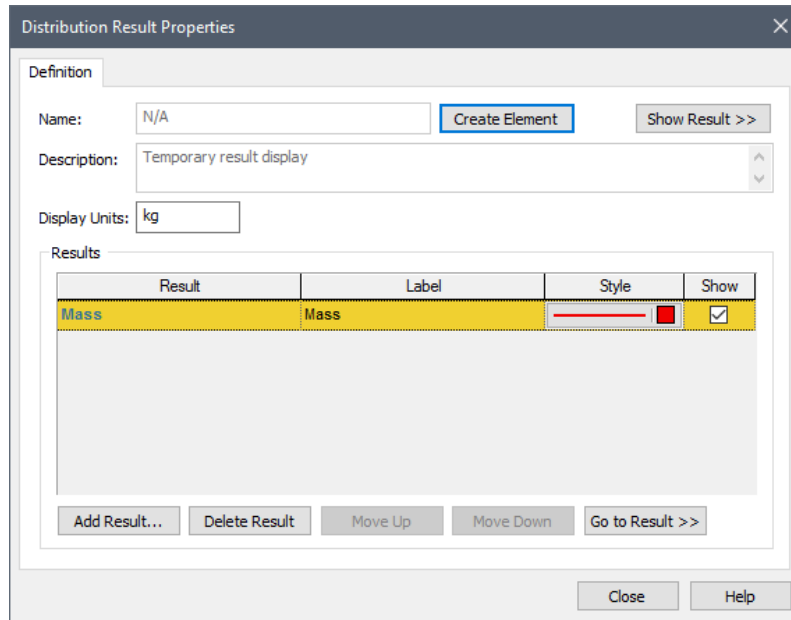 Distribution Result Properties
Definition
Name: N/A Create Element Show Result >>
Description: Temporary result display
Display Units: kg
Results
Result Label Style Show
Mass Mass
Add Result... Delete Result Move Up Move Down Go to Result >>
Close Help